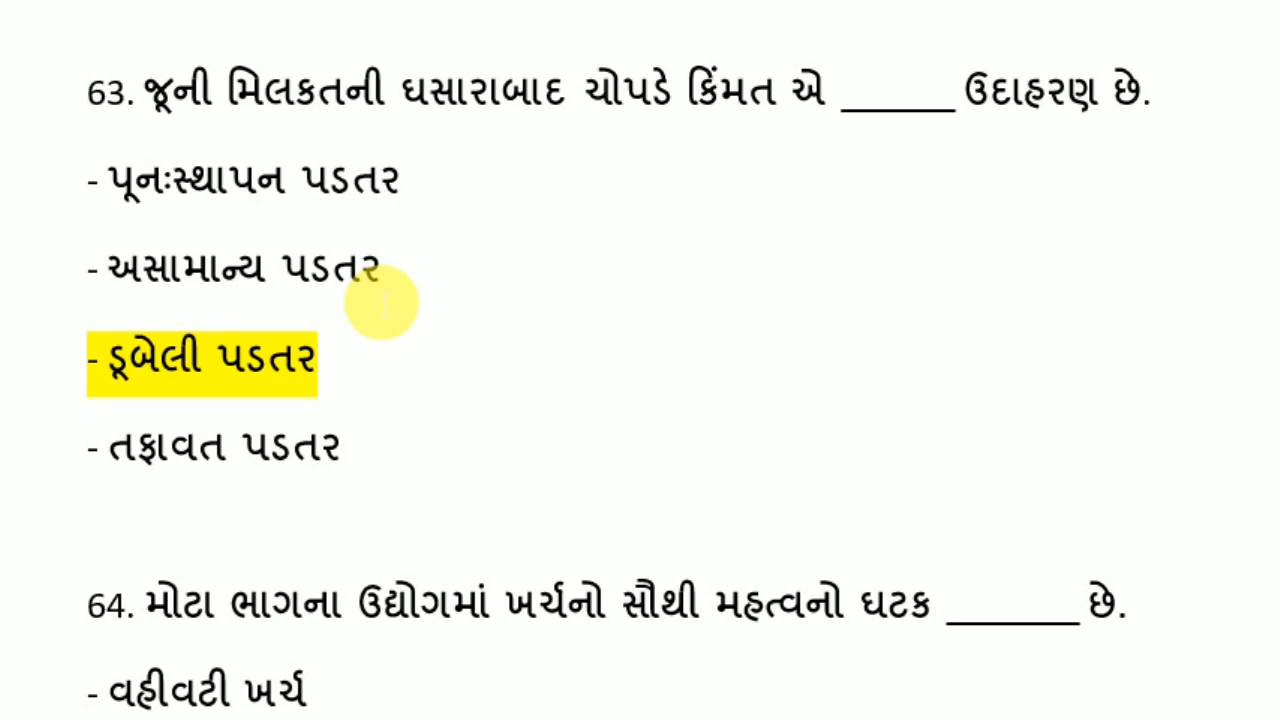 63. જૂની મિલકતની ઘસારાબાદ ચોપડે કિંમત એ ______ ઉદાહરણ છે.
- પૂનઃસ્થાપન પડતર
- અસામાન્ય પડતર
- ડૂબેલી પડતર
- તફાવત પડતર
64. મોટા ભાગના ઉદ્યોગમાં ખર્ચનો સૌથી મહત્વનો ઘટક _______ છે.
- વહીવટી ખર્ચ